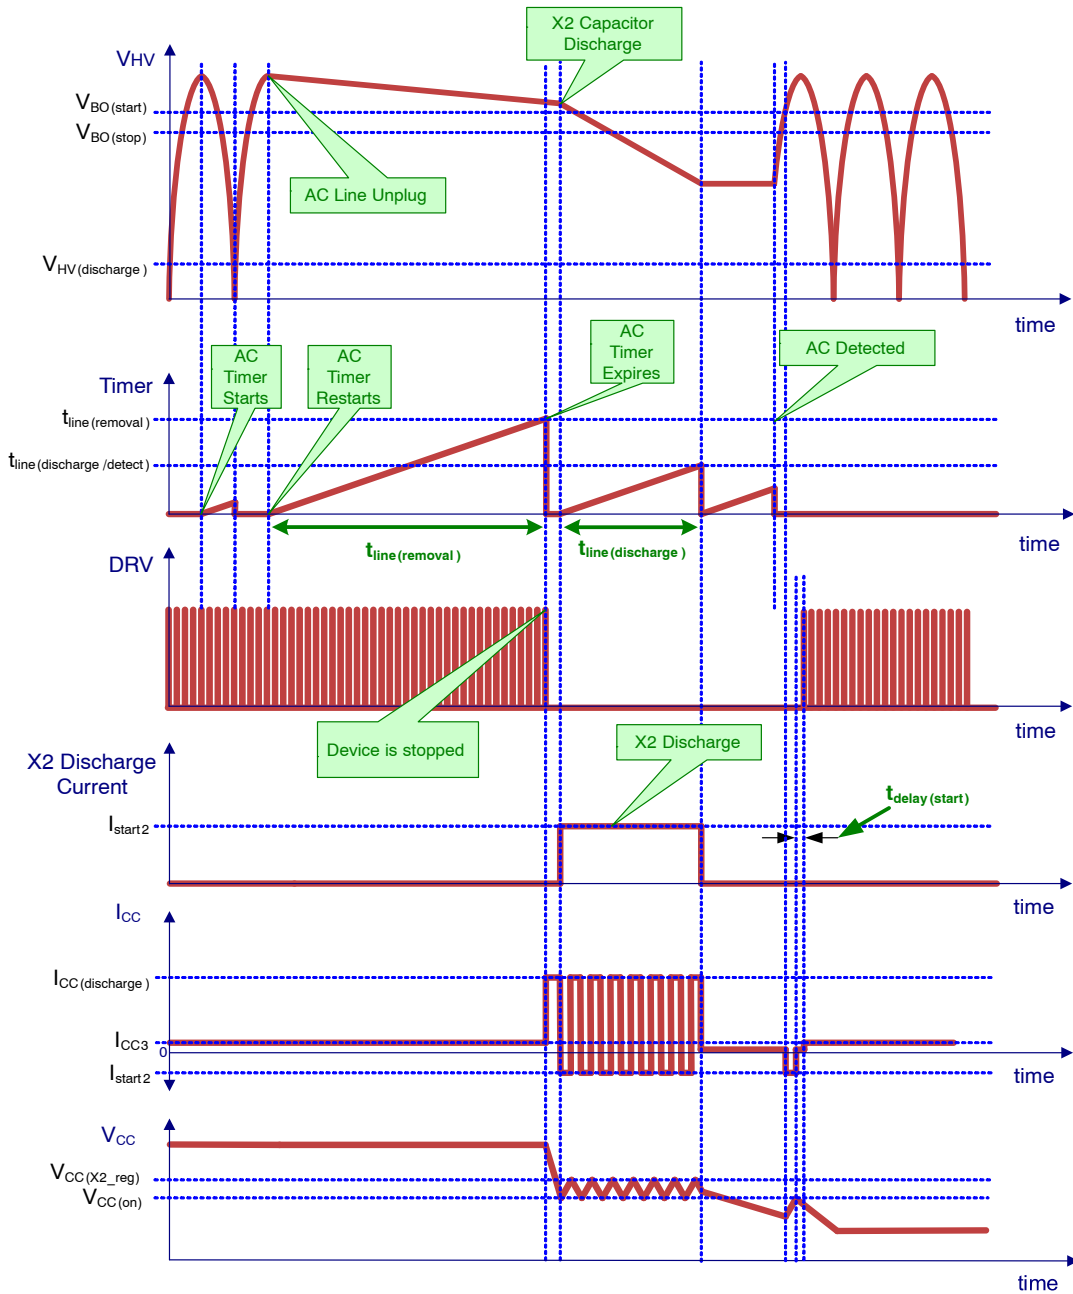 X2 Capacitor
Discharge
VHV
VBO(start)
VBO(stop)
AC Line Unplug
VHV(discharge)
time
AC
Timer
Starts
AC
Timer
Restarts
AC
Timer
Expires
AC Detected
Timer
tline(removal)
tline(discharge/detect)
tline(removal)
tline(discharge)
time
DRV
Device is stopped
X2 Discharge
time
X2 Discharge
Current
Istart2
tdelay(start)
time
ICC
ICC(discharge)
ICC3
0
Istart2
time
VCC
VCC(X2_reg)
VCC(on)
time